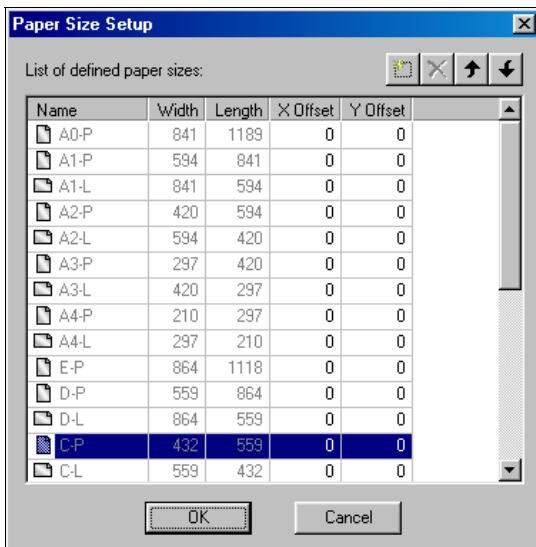 Paper Size Setup
List of defined paper sizes:
Name Width Length X Offset Y Offset
A0-P 841 1189 0 0
A1-P 594 841 0 0
A1-L 841 594 0 0
A2-P 420 594 0 0
A2-L 594 420 0 0
A3-P 297 420 0 0
A3-L 420 297 0 0
A4-P 210 297 0 0
A4-L 297 210 0 0
E-P 864 1118 0 0
D-P 559 864 0 0
D-L 864 559 0 0
C-P 432 559 0 0
C-L 559 432 0 0
OK Cancel